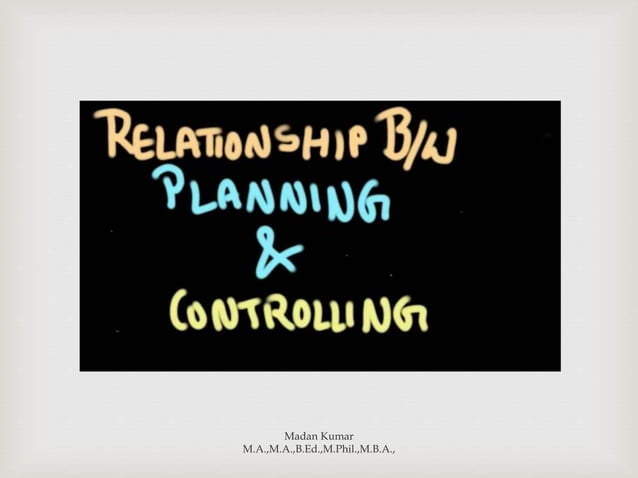 RELATIONSHIP B/W
PLANNING
&
CONTROLLING
Madan Kumar
M.A.,M.A.,B.Ed.,M.Phil.,M.B.A.,